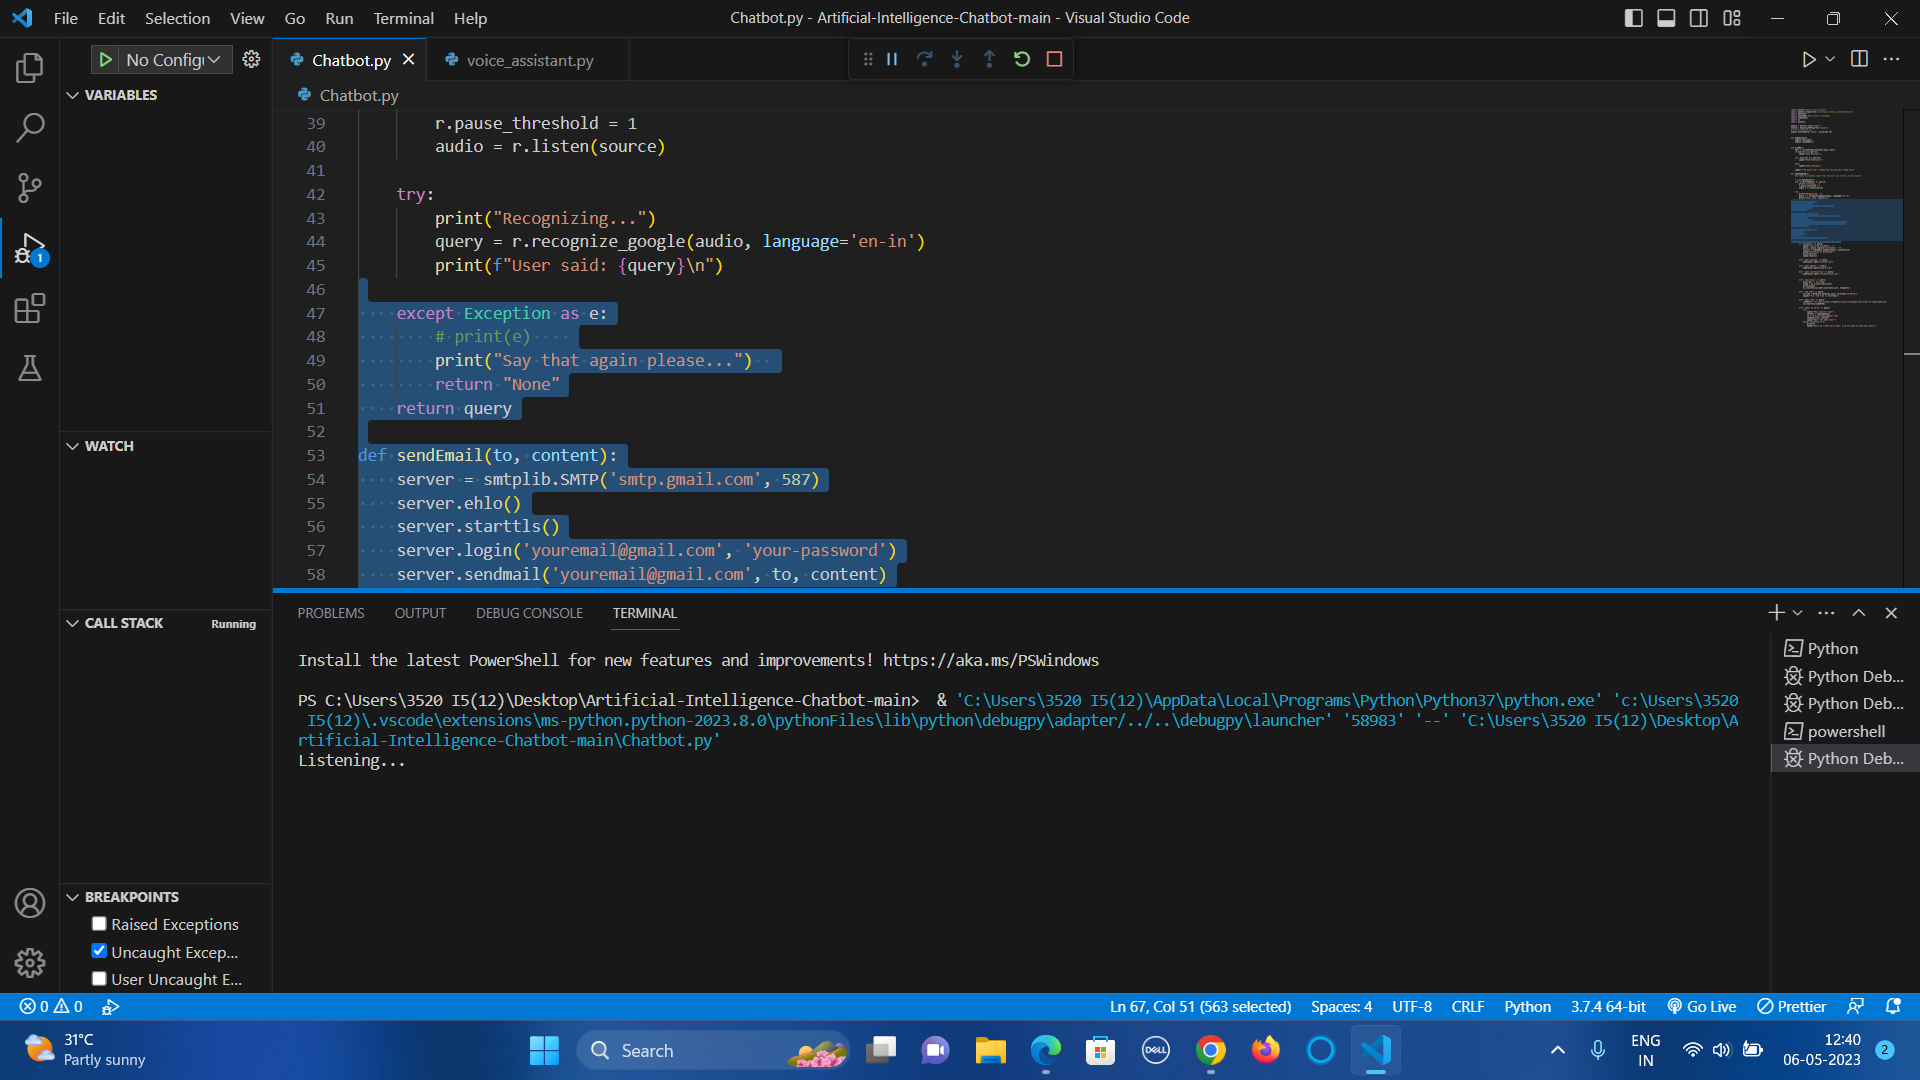 File Edit Selection View Go Run Terminal Help
Chatbot.py - Artificial-Intelligence-Chatbot-main - Visual Studio Code
No Config
Chatbot.py
voice_assistant.py
VARIABLES
Chatbot.py
39 r.pause_threshold = 1
40 audio = r.listen(source)
41
42 try:
43 print("Recognizing...")
44 query = r.recognize_google(audio, language='en-in')
45 print(f"User said: {query}\n")
46
47 except Exception as e:
48 # print(e)
49 print("Say that again please...")
50 return "None"
51 return query
52
53 def sendEmail(to, content):
54 server = smtplib.SMTP('smtp.gmail.com', 587)
55 server.ehlo()
56 server.starttls()
57 server.login('youremail@gmail.com', 'your-password')
58 server.sendmail('youremail@gmail.com', to, content)
1
WATCH
CALL STACK Running
BREAKPOINTS
Raised Exceptions
Uncaught Excep...
User Uncaught E...
PROBLEMS OUTPUT DEBUG CONSOLE TERMINAL
Install the latest PowerShell for new features and improvements! https://aka.ms/PSWindows
PS C:\Users\3520 I5(12)\Desktop\Artificial-Intelligence-Chatbot-main> & 'C:\Users\3520 I5(12)\AppData\Local\Programs\Python\Python37\python.exe' 'c:\Users\3520
I5(12)\.vscode\extensions\ms-python.python-2023.8.0\pythonFiles\lib\python\debugpy\adapter/../..\debugpy\launcher' '58983' '--' 'C:\Users\3520 I5(12)\Desktop\A
rtificial-Intelligence-Chatbot-main\Chatbot.py'
Listening...
Python
Python Deb...
Python Deb...
powershell
Python Deb...
0 0
Ln 67, Col 51 (563 selected) Spaces: 4 UTF-8 CRLF Python 3.7.4 64-bit Go Live Prettier
31°C
Partly sunny
Search
DELL
ENG
IN
12:40
06-05-2023
2